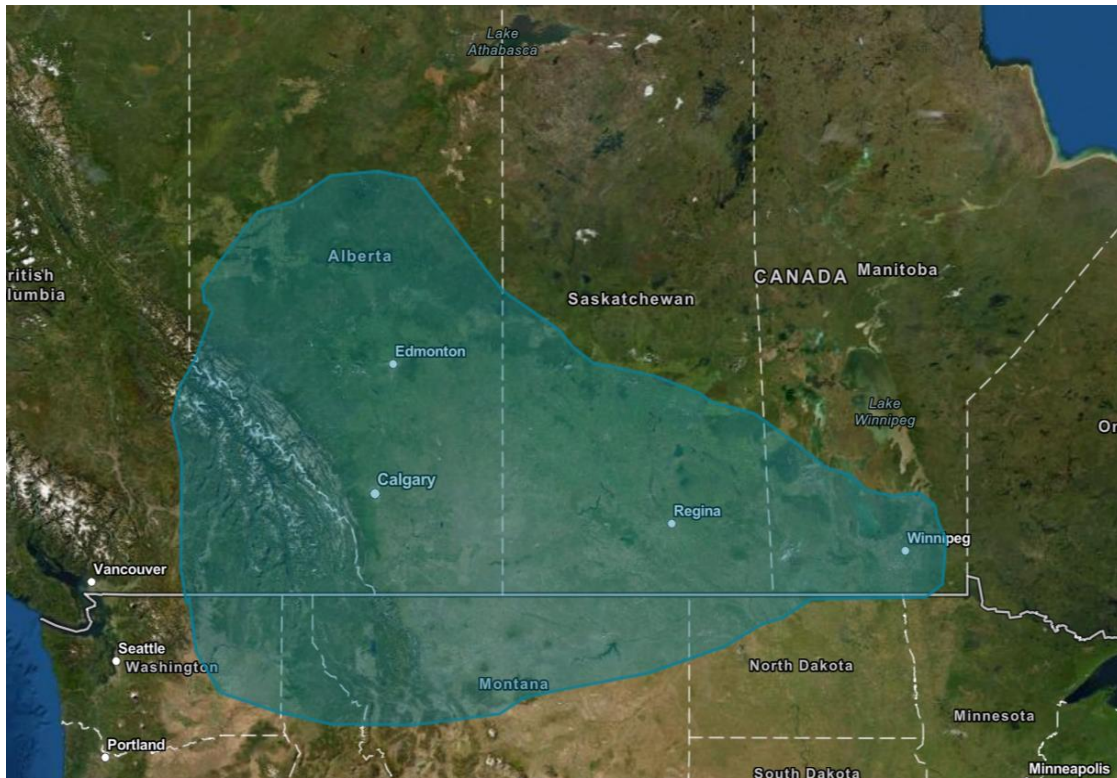 Lake
Athabasca
Alberta
ritish
lumbia
CANADA
Manitoba
Saskatchewan
Edmonton
Lake
Winnipeg
Or
Calgary
Regina
Winnipeg
Vancouver
Seattle
Washington
North Dakota
Montana
Minnesota
Portland
South Dakota
Minneapolis